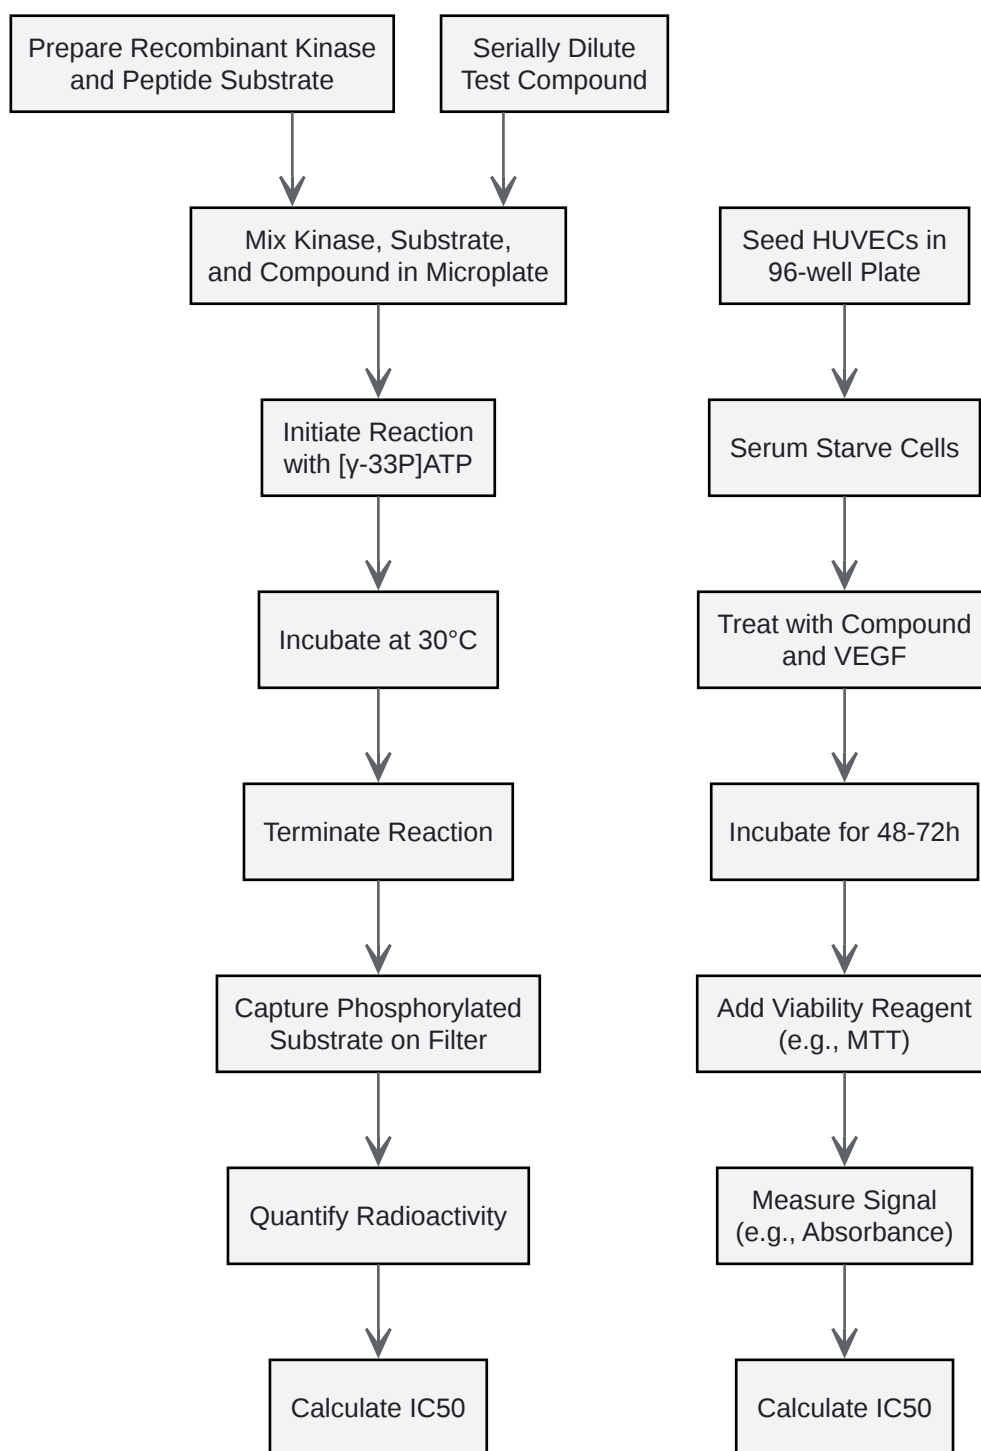 Prepare Recombinant Kinase
and Peptide Substrate
Serially Dilute
Test Compound
Mix Kinase, Substrate,
and Compound in Microplate
Initiate Reaction
with [γ-33P]ATP
Incubate at 30°C
Terminate Reaction
Capture Phosphorylated
Substrate on Filter
Quantify Radioactivity
Calculate IC50
Seed HUVECs in
96-well Plate
Serum Starve Cells
Treat with Compound
and VEGF
Incubate for 48-72h
Add Viability Reagent
(e.g., MTT)
Measure Signal
(e.g., Absorbance)
Calculate IC50